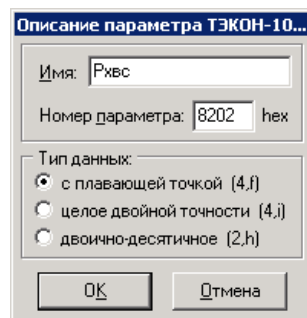 Описание параметра ТЭКОН-10...
Имя: Рхвс
Номер параметра: 8202 hex
Тип данных:
с плавающей точкой (4,f)
целое двойной точности (4,i)
двоично-десятичное (2,h)
OK Отмена